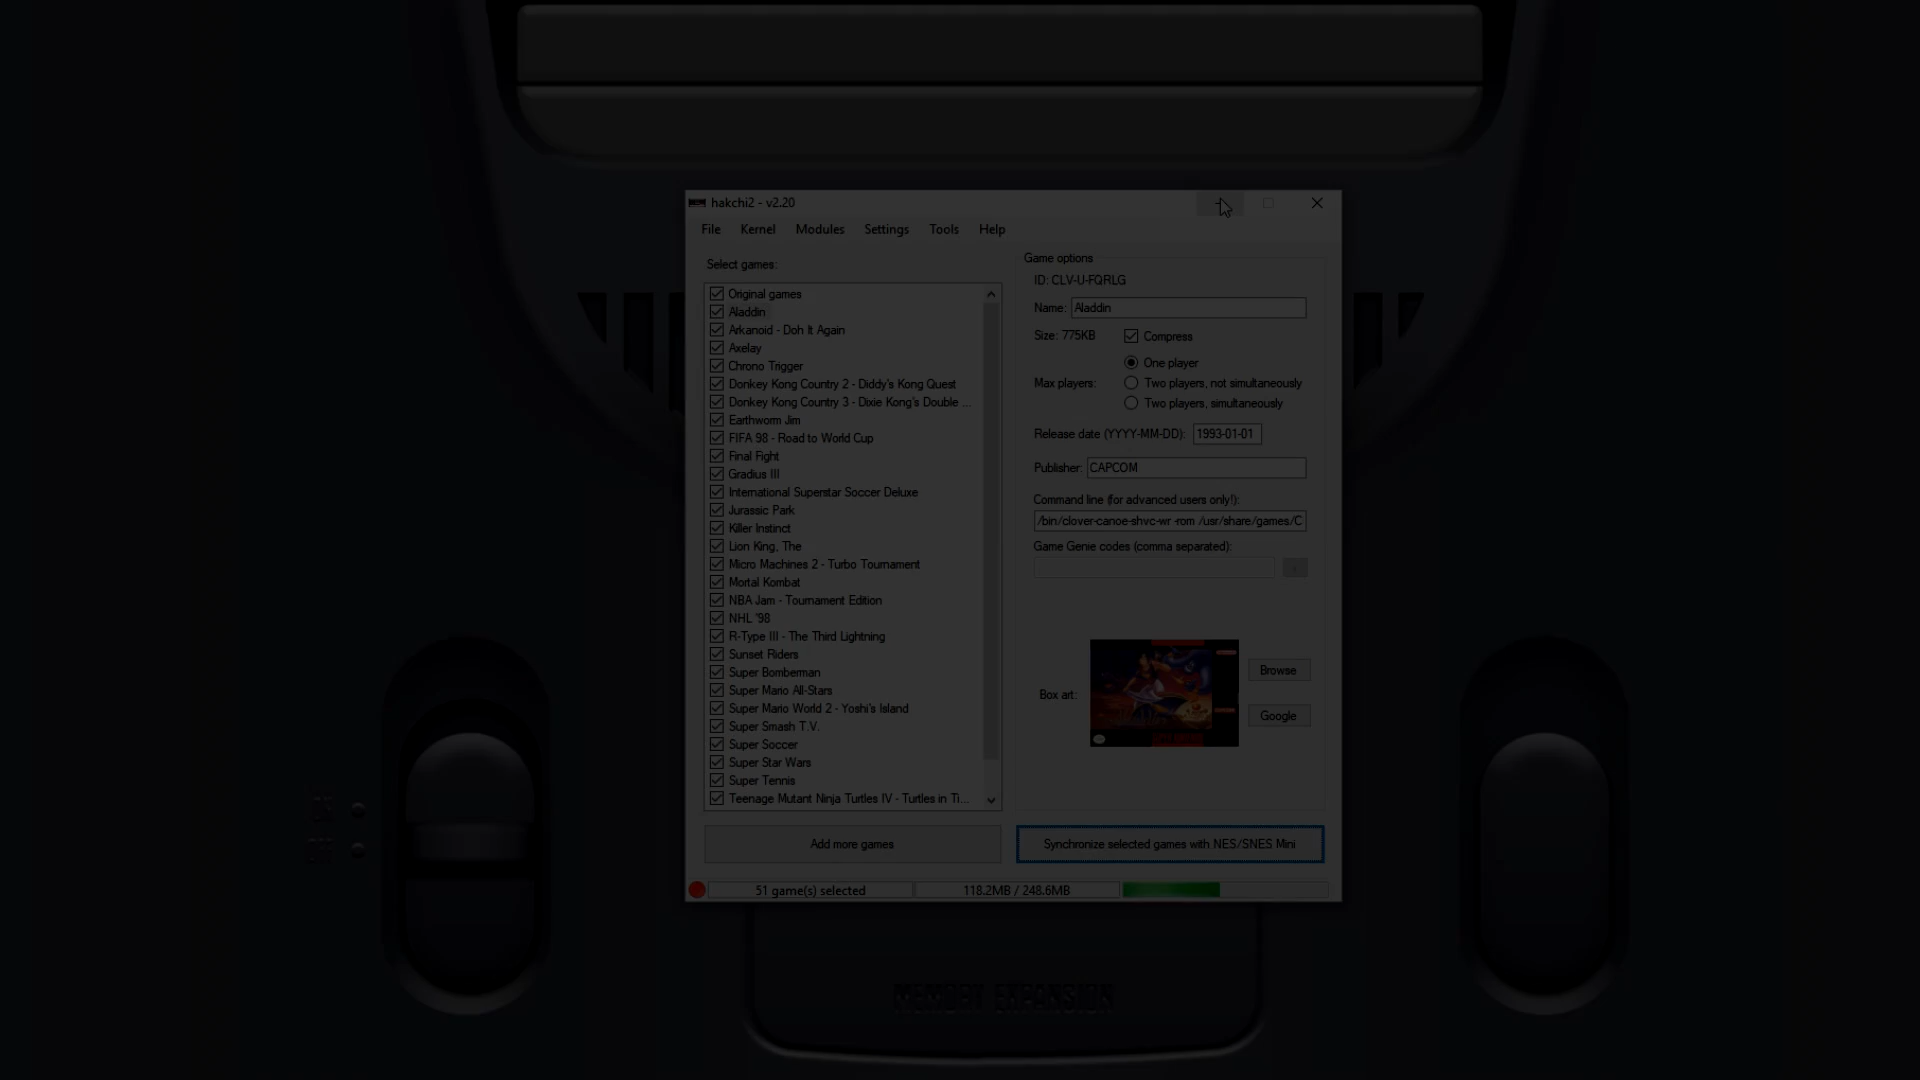 hakchi2 - v2.20
File Kernel Modules Settings Tools Help
Select games:
Original games
Aladdin
Arkanoid - Doh It Again
Axelay
Chrono Trigger
Donkey Kong Country 2 - Diddy's Kong Quest
Donkey Kong Country 3 - Dixie Kong's Double ...
Earthworm Jim
FIFA 98 - Road to World Cup
Final Fight
Gradius III
International Superstar Soccer Deluxe
Jurassic Park
Killer Instinct
Lion King, The
Micro Machines 2 - Turbo Tournament
Mortal Kombat
NBA Jam - Tournament Edition
NHL '98
R-Type III - The Third Lightning
Sunset Riders
Super Bomberman
Super Mario All-Stars
Super Mario World 2 - Yoshi's Island
Super Smash T.V.
Super Soccer
Super Star Wars
Super Tennis
Teenage Mutant Ninja Turtles IV - Turtles in Ti...
Add more games
Game options
ID: CLV-U-FQRLG
Name: Aladdin
Size: 775KB Compress
One player
Max players: Two players, not simultaneously
Two players, simultaneously
Release date (YYYY-MM-DD): 1993-01-01
Publisher: CAPCOM
Command line (for advanced users only!):
/bin/clover-canoe-shvc-wr -rom /usr/share/games/C
Game Genie codes (comma separated):
Browse
Box art:
Google
Synchronize selected games with NES/SNES Mini
51 game(s) selected 118.2MB / 248.6MB
MEMORY EXPANSION